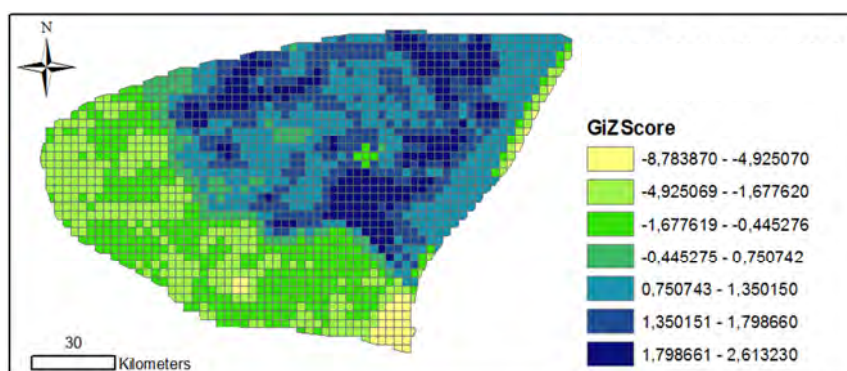 N
GiZScore
-8,783870 - -4,925070
-4,925069 - -1,677620
-1,677619 - -0,445276
-0,445275 - 0,750742
0,750743 - 1,350150
1,350151 - 1,798660
1,798661 - 2,613230
30
Kilometers